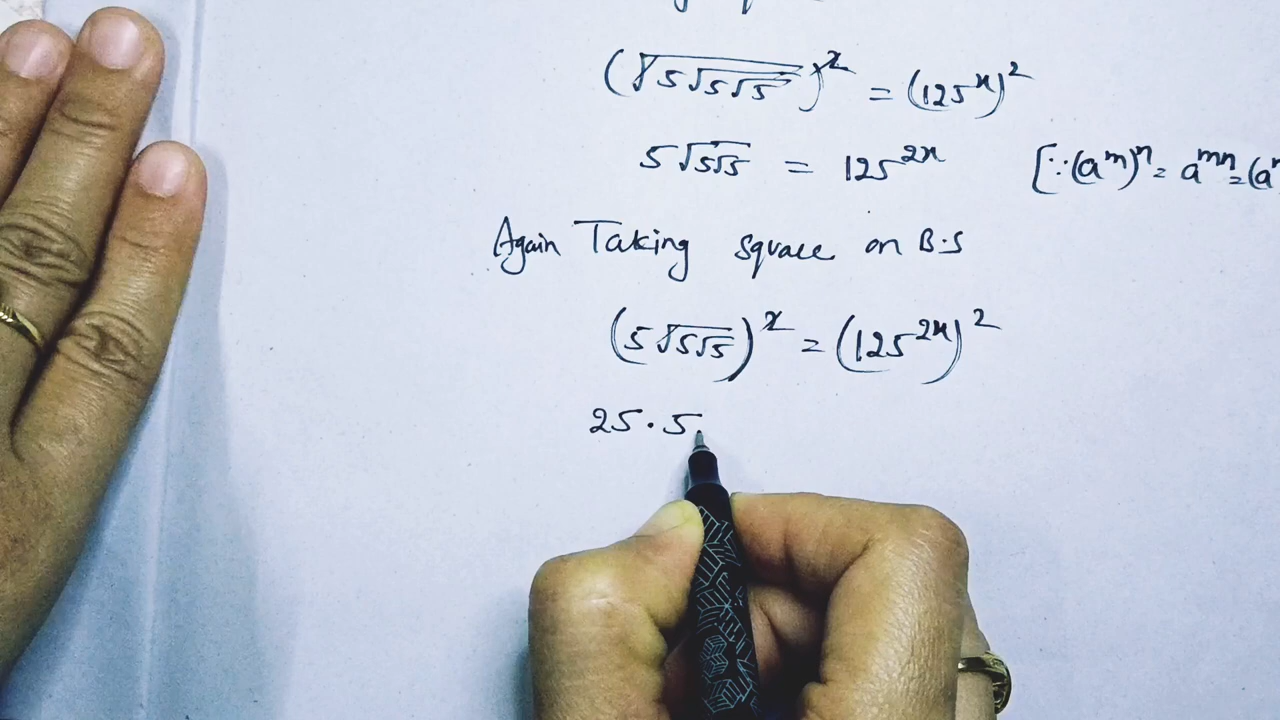 (√5√5√5)² = (125ˣ)²
5√5√5 = 125²ˣ [∵(aᵐ)ⁿ = aᵐⁿ = (a
Again Taking square on B.S
(5√5√5)² = (125²ˣ)²
25 . 5